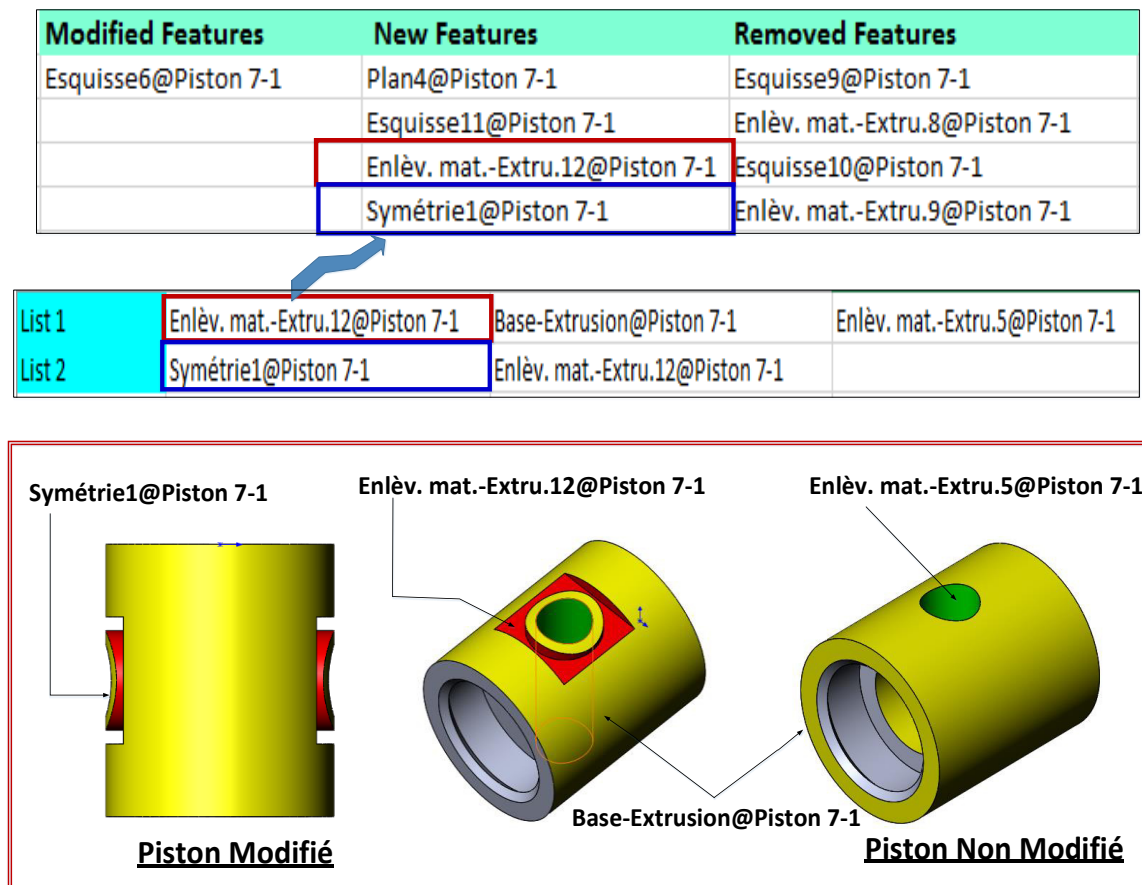 Modified Features New Features Removed Features
Esquisse6@Piston 7-1 Plan4@Piston 7-1 Esquisse9@Piston 7-1
Esquisse11@Piston 7-1 Enlèv. mat.-Extru.8@Piston 7-1
Enlèv. mat.-Extru.12@Piston 7-1 Esquisse10@Piston 7-1
Symétrie1@Piston 7-1 Enlèv. mat.-Extru.9@Piston 7-1
List 1 Enlèv. mat.-Extru.12@Piston 7-1 Base-Extrusion@Piston 7-1 Enlèv. mat.-Extru.5@Piston 7-1
List 2 Symétrie1@Piston 7-1 Enlèv. mat.-Extru.12@Piston 7-1
Symétrie1@Piston 7-1 Enlèv. mat.-Extru.12@Piston 7-1 Enlèv. mat.-Extru.5@Piston 7-1
Base-Extrusion@Piston 7-1
Piston Modifié Piston Non Modifié